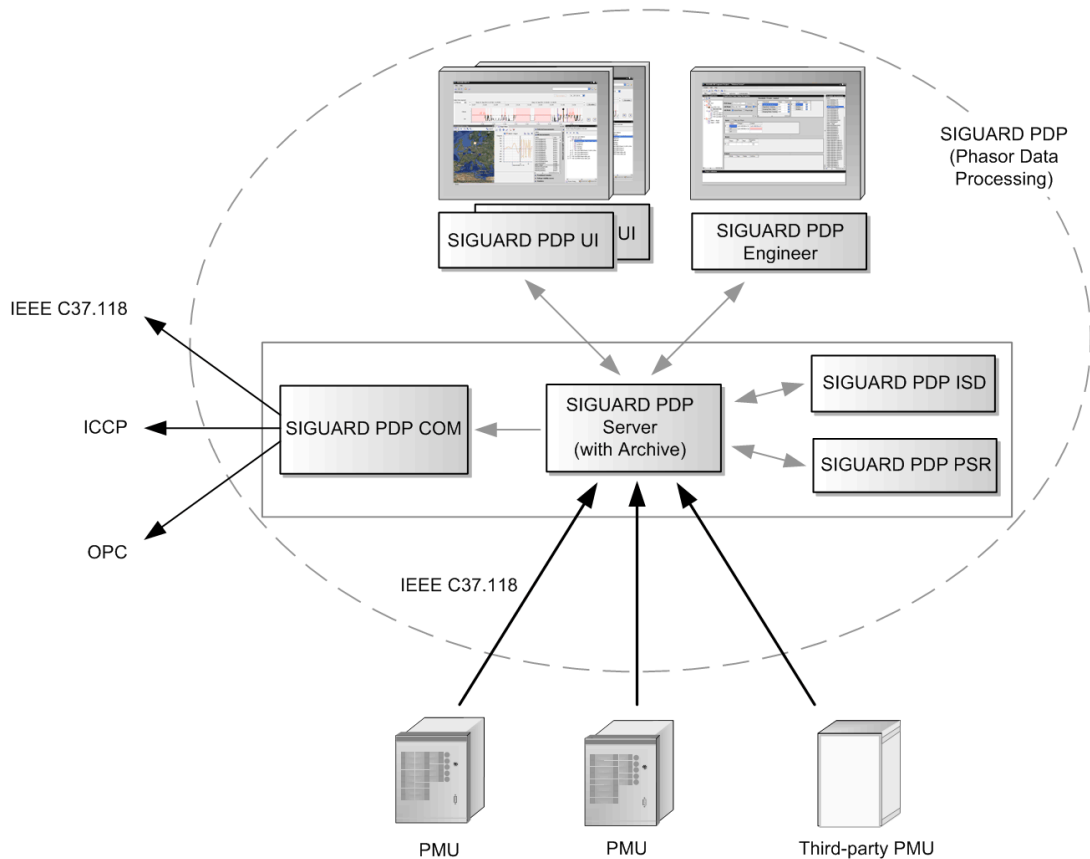 SIGUARD PDP
(Phasor Data
Processing)
SIGUARD PDP UI
UI
SIGUARD PDP
Engineer
IEEE C37.118
SIGUARD PDP COM
SIGUARD PDP
Server
(with Archive)
SIGUARD PDP ISD
SIGUARD PDP PSR
ICCP
OPC
IEEE C37.118
PMU
PMU
Third-party PMU